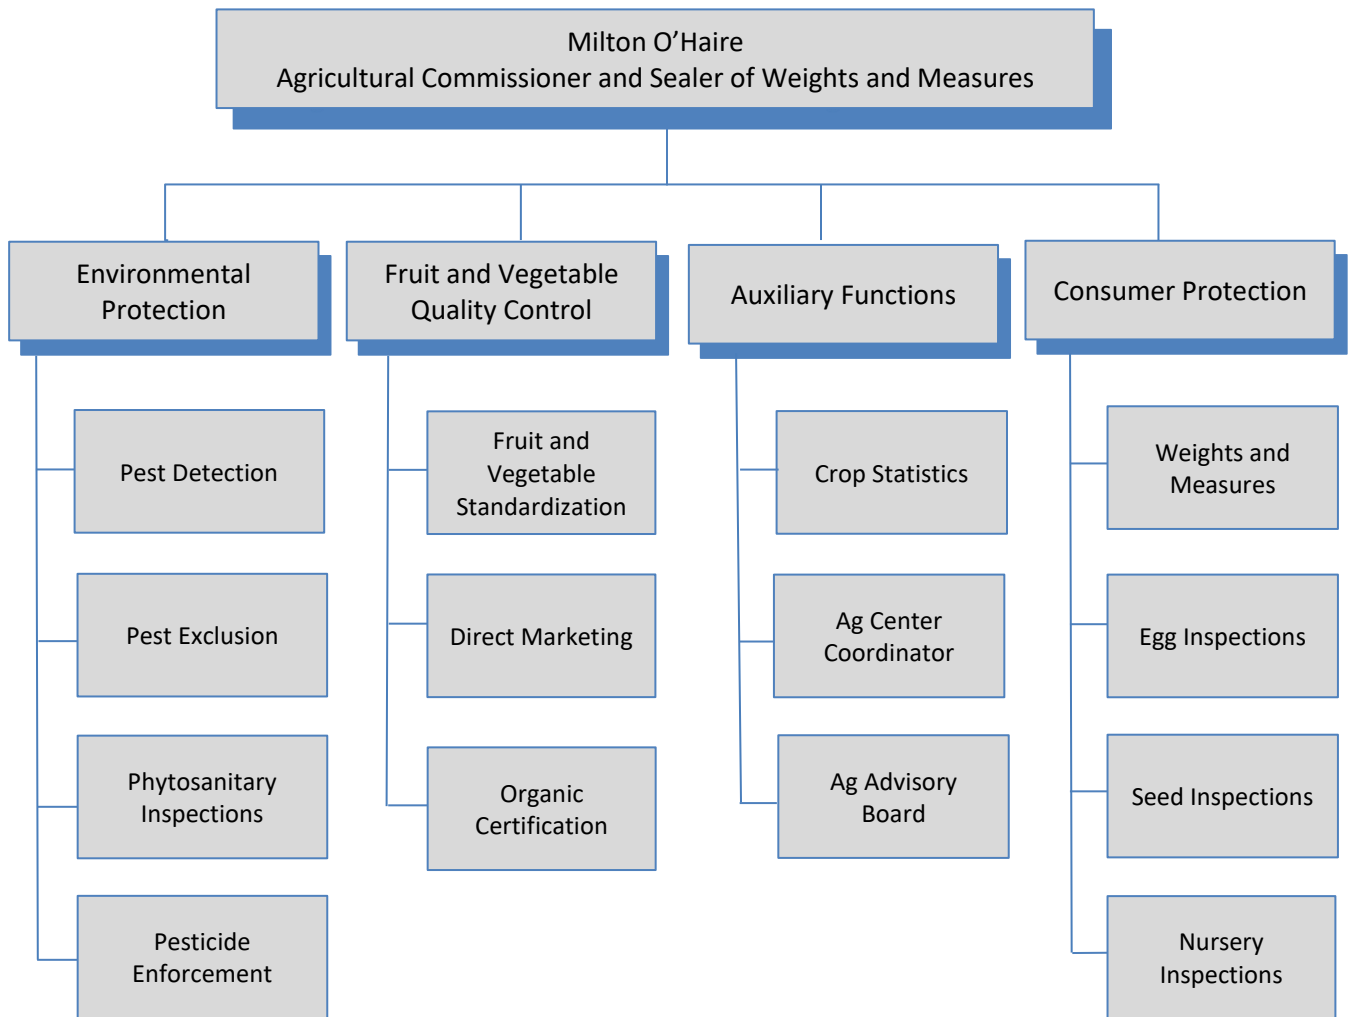 Milton O’Haire
Agricultural Commissioner and Sealer of Weights and Measures
Environmental
Protection
Pest Detection
Pest Exclusion
Phytosanitary
Inspections
Pesticide
Enforcement
Fruit and Vegetable
Quality Control
Fruit and
Vegetable
Standardization
Direct Marketing
Organic
Certification
Auxiliary Functions
Crop Statistics
Ag Center
Coordinator
Ag Advisory
Board
Consumer Protection
Weights and
Measures
Egg Inspections
Seed Inspections
Nursery
Inspections